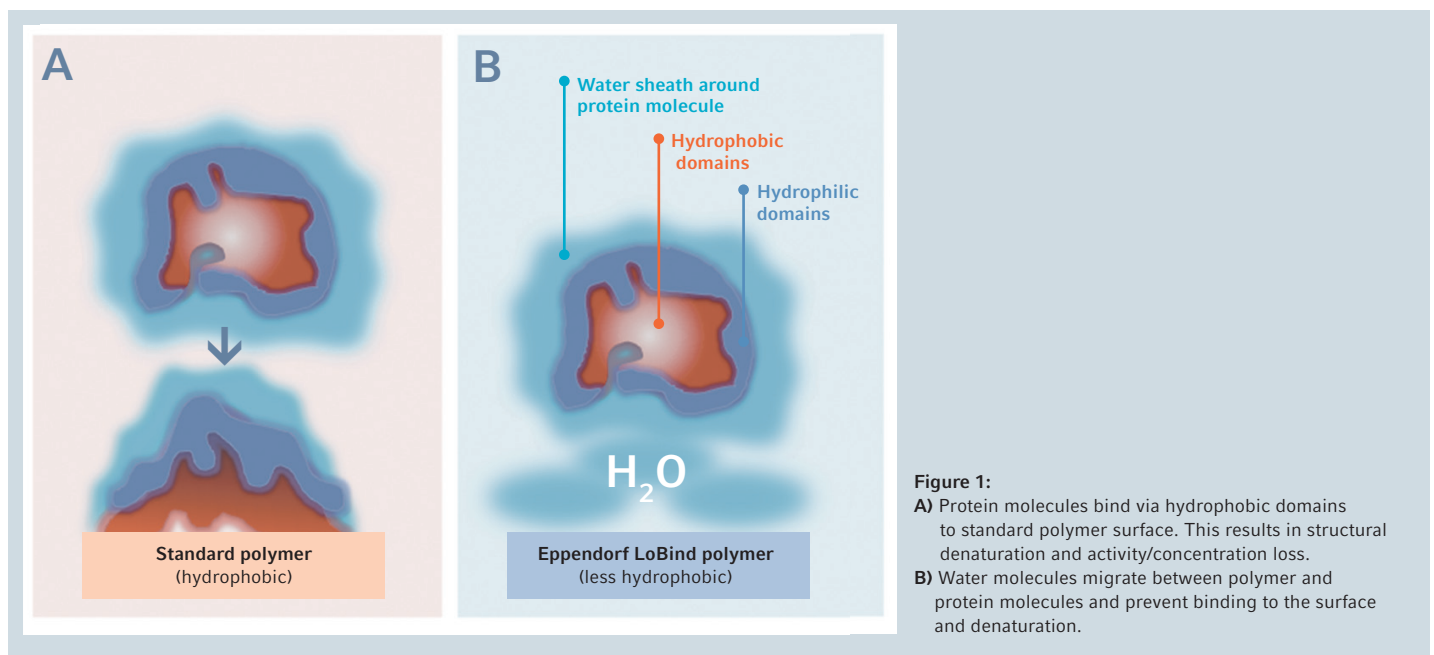 A
Standard polymer
(hydrophobic)
B
Water sheath around
protein molecule
Hydrophobic
domains
Hydrophilic
domains
H₂O
Eppendorf LoBind polymer
(less hydrophobic)
Figure 1:
A) Protein molecules bind via hydrophobic domains
to standard polymer surface. This results in structural
denaturation and activity/concentration loss.
B) Water molecules migrate between polymer and
protein molecules and prevent binding to the surface
and denaturation.